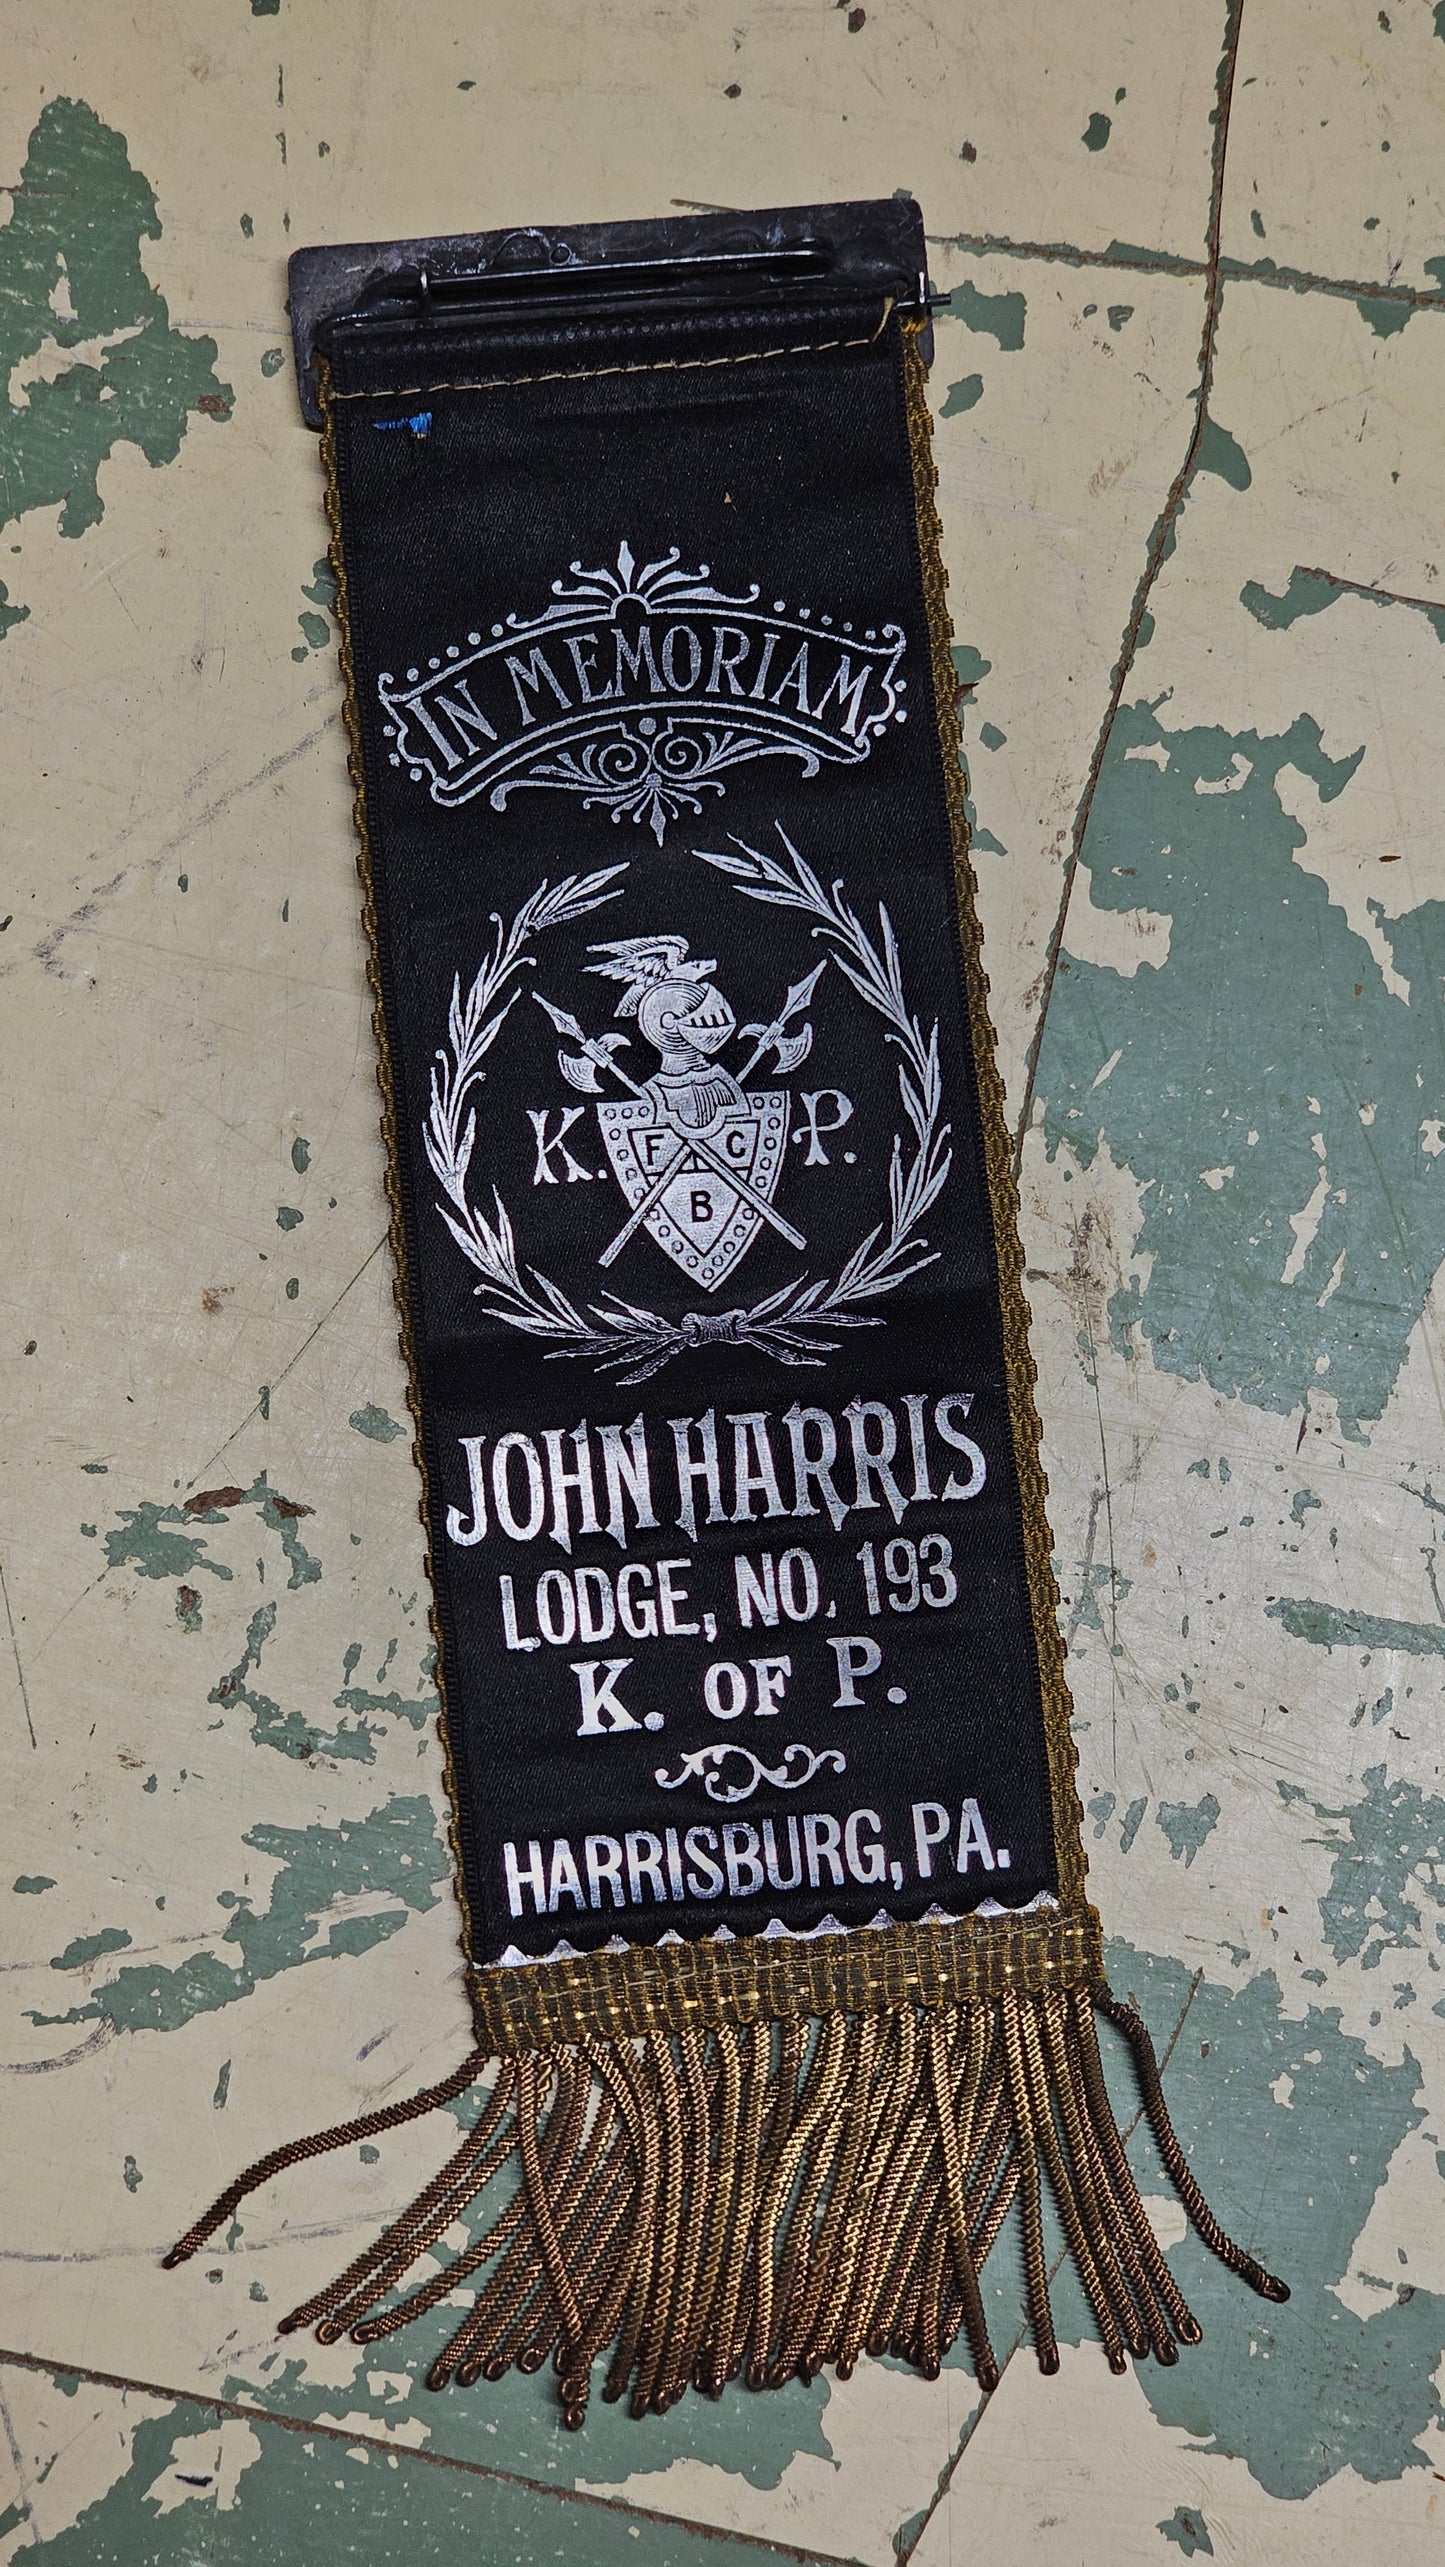 IN MEMORIAM
K. P.
F C
B
JOHN HARRIS
LODGE, NO. 193
K. OF P.
HARRISBURG, PA.